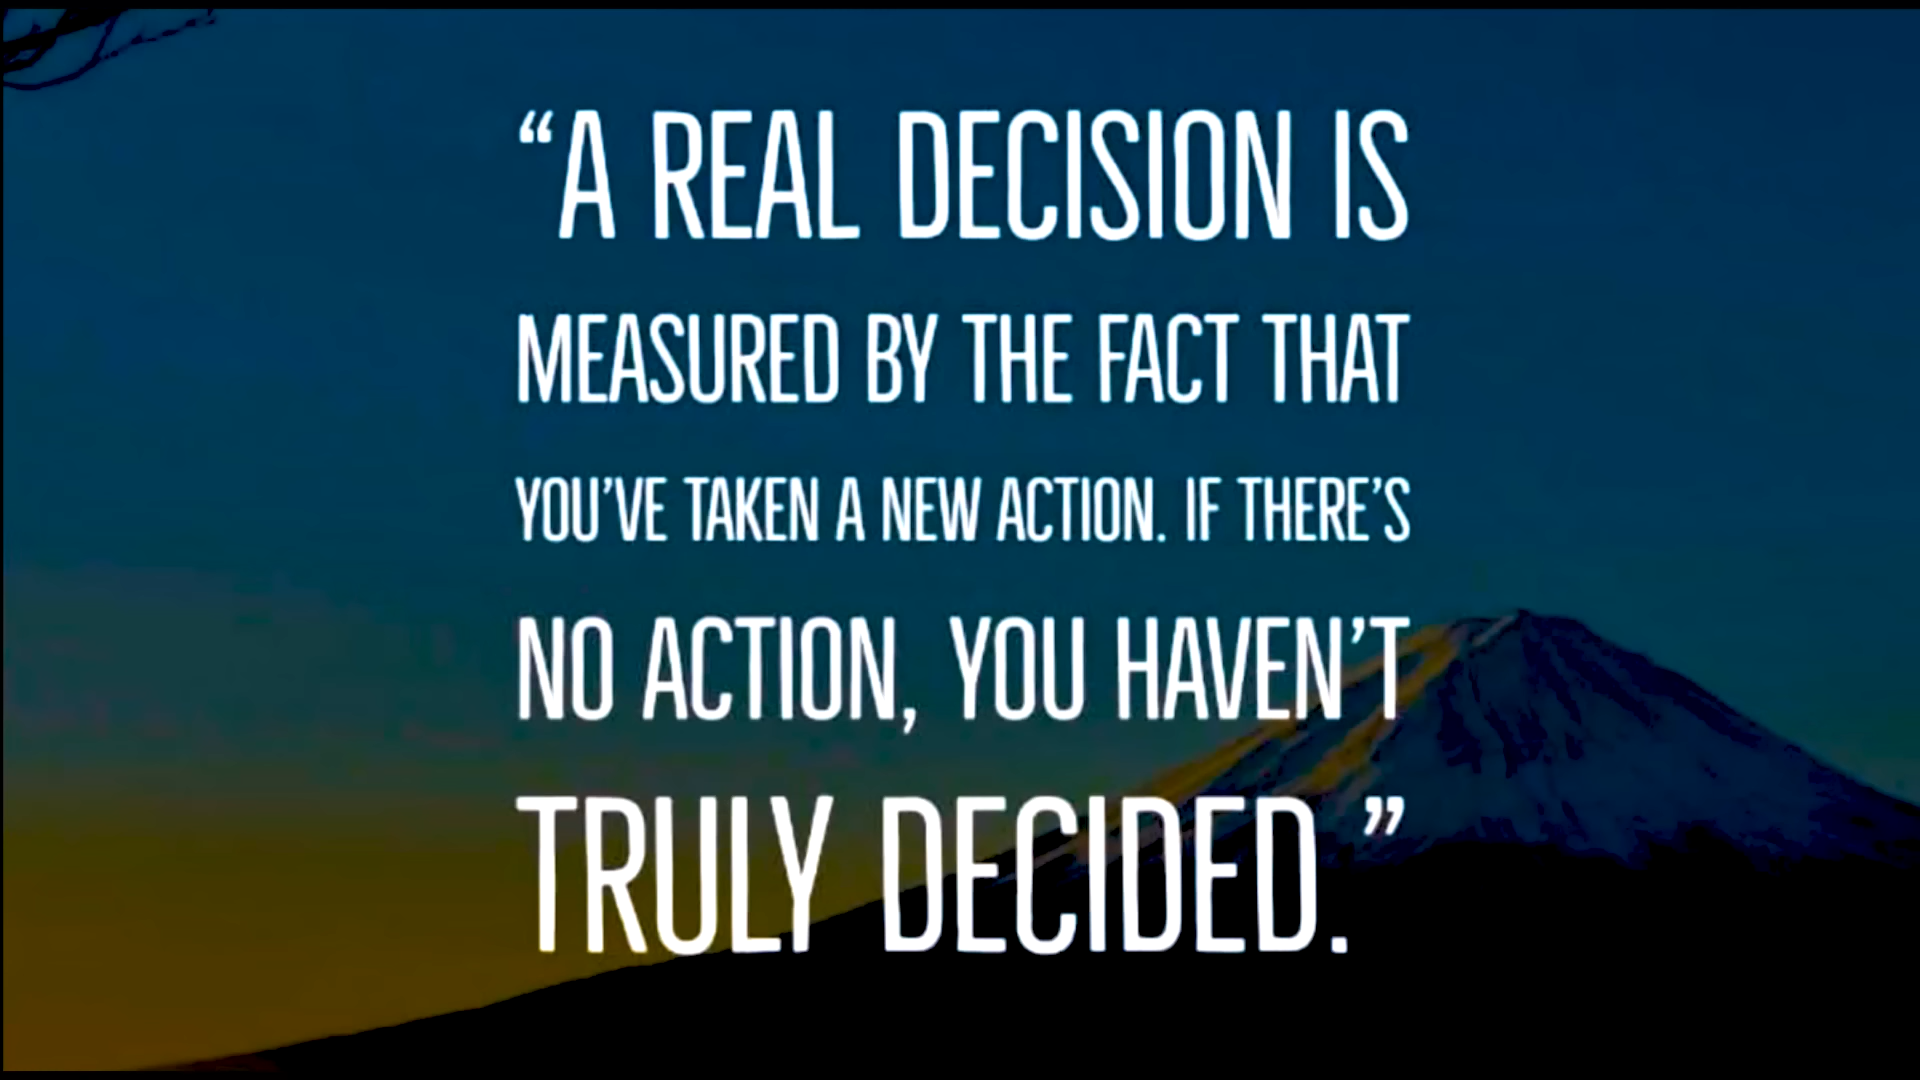 “A REAL DECISION IS
MEASURED BY THE FACT THAT
YOU’VE TAKEN A NEW ACTION. IF THERE’S
NO ACTION, YOU HAVEN’T
TRULY DECIDED.”